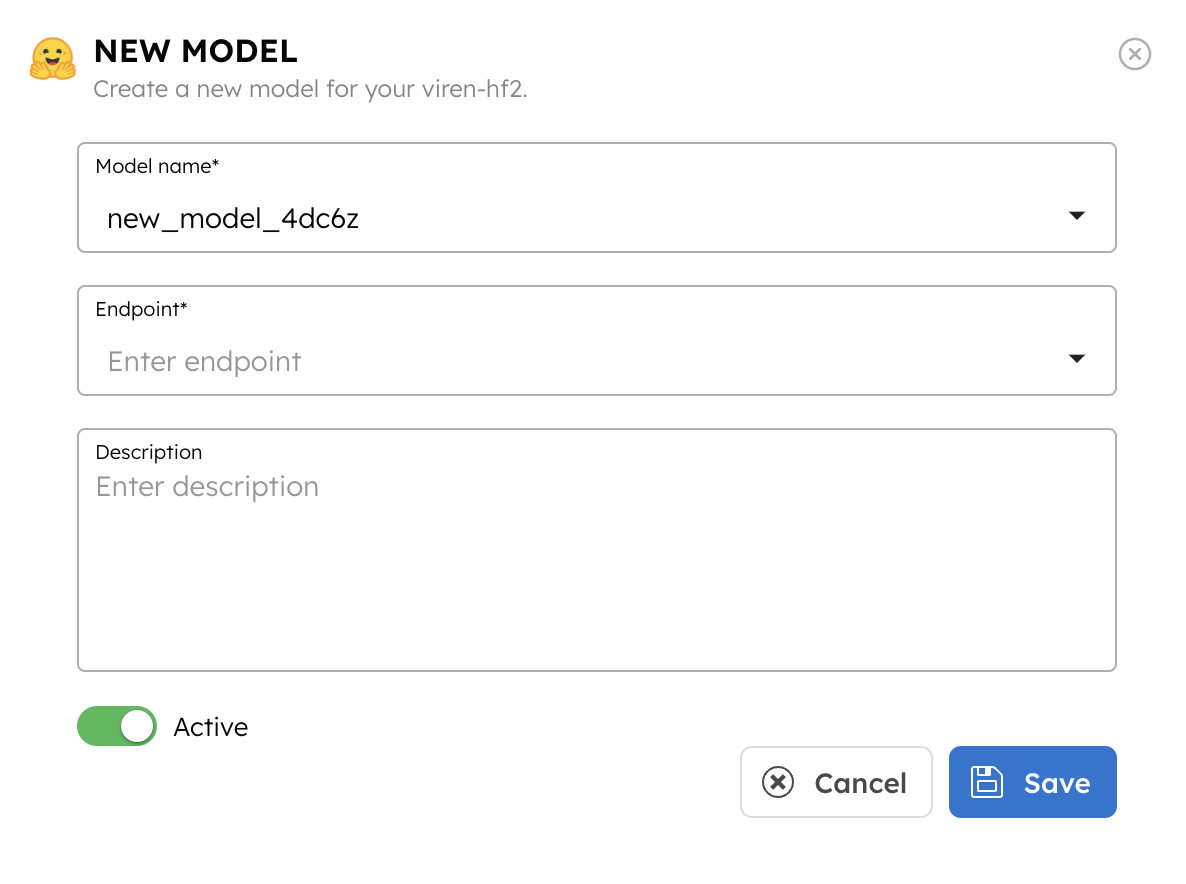 NEW MODEL
Create a new model for your viren-hf2.
Model name*
new_model_4dc6z
Endpoint*
Enter endpoint
Description
Enter description
Active
Cancel
Save